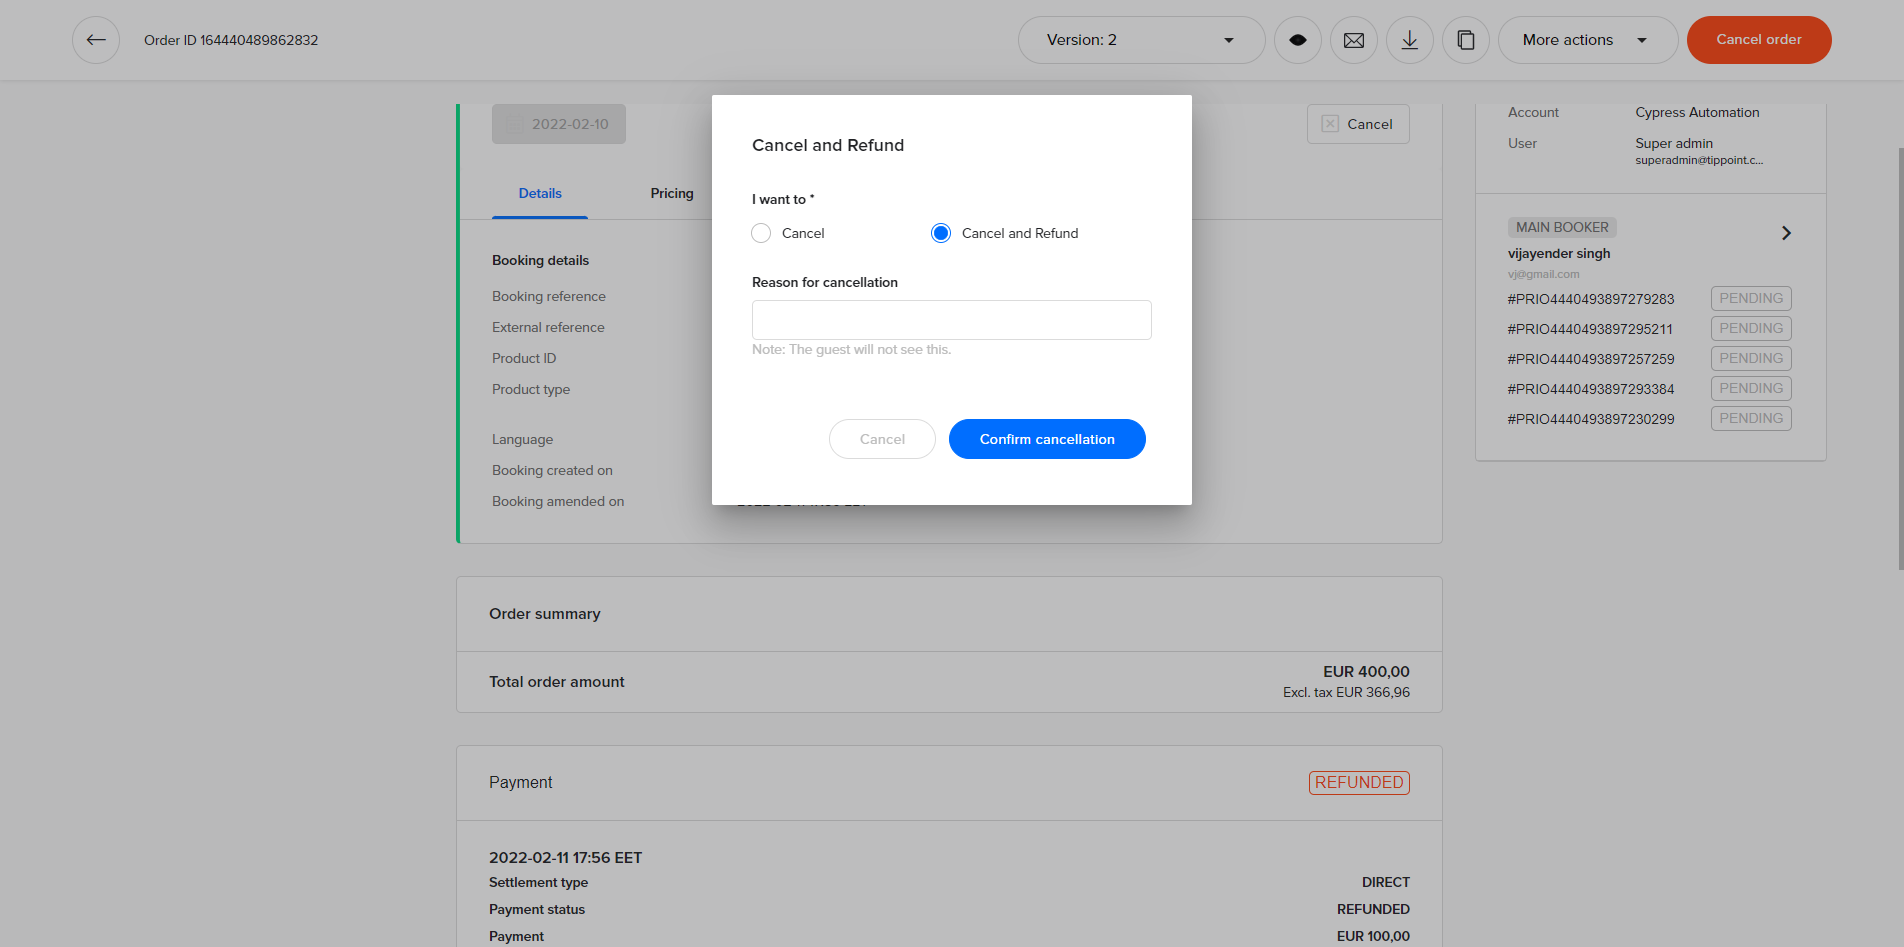 Order ID 164440489862832
Version: 2
More actions
Cancel order
2022-02-10
Cancel
Details
Pricing
Booking details
Booking reference
External reference
Product ID
Product type
Language
Booking created on
Booking amended on
Cancel and Refund
I want to *
Cancel
Cancel and Refund
Reason for cancellation
Note: The guest will not see this.
Cancel
Confirm cancellation
Account Cypress Automation
User Super admin
superadmin@tippoint.c...
MAIN BOOKER
vijayender singh
vj@gmail.com
#PRIO4440493897279283 PENDING
#PRIO4440493897295211 PENDING
#PRIO4440493897257259 PENDING
#PRIO4440493897293384 PENDING
#PRIO4440493897230299 PENDING
Order summary
Total order amount EUR 400,00
Excl. tax EUR 366,96
Payment REFUNDED
2022-02-11 17:56 EET
Settlement type DIRECT
Payment status REFUNDED
Payment EUR 100,00